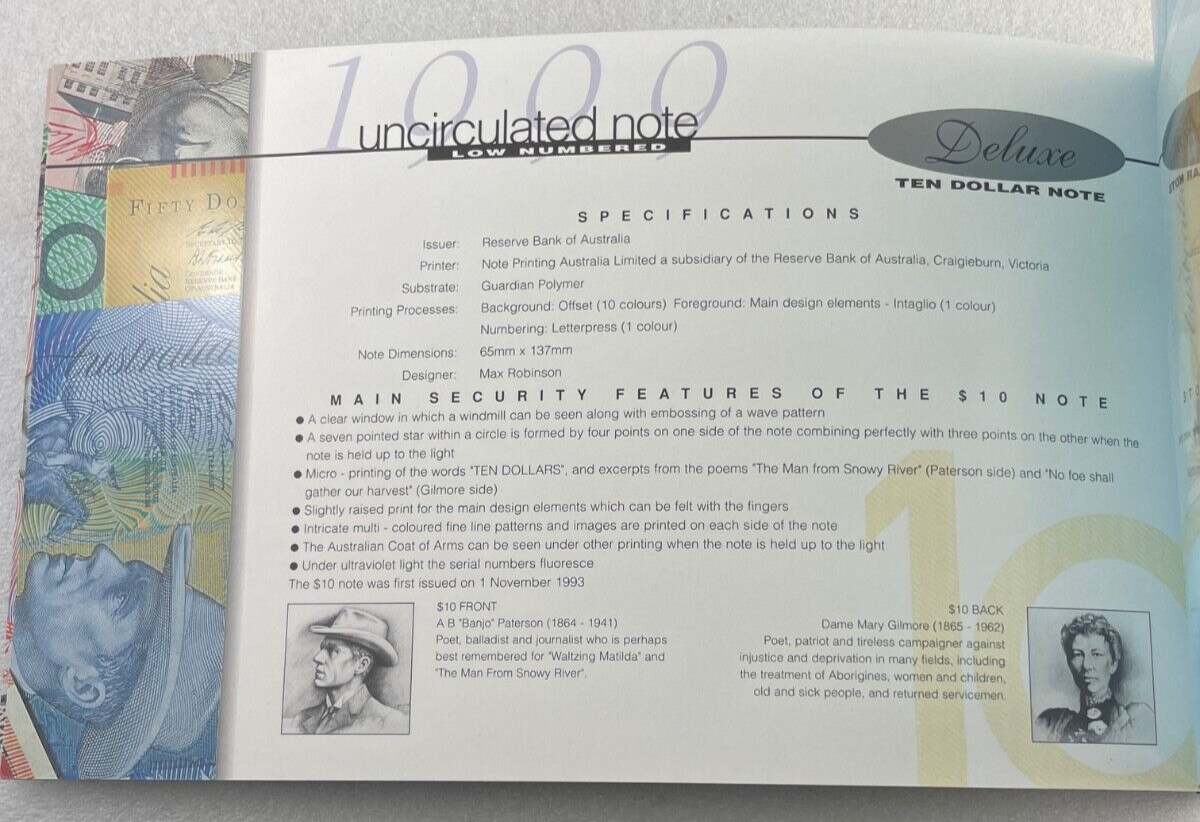 1999
uncirculated note
LOW NUMBERED
Deluxe
TEN DOLLAR NOTE
SPECIFICATIONS
Issuer: Reserve Bank of Australia
Printer: Note Printing Australia Limited a subsidiary of the Reserve Bank of Australia, Craigieburn, Victoria
Substrate: Guardian Polymer
Printing Processes: Background: Offset (10 colours) Foreground: Main design elements - Intaglio (1 colour)
Numbering: Letterpress (1 colour)
Note Dimensions: 65mm x 137mm
Designer: Max Robinson
MAIN SECURITY FEATURES OF THE $10 NOTE
● A clear window in which a windmill can be seen along with embossing of a wave pattern
● A seven pointed star within a circle is formed by four points on one side of the note combining perfectly with three points on the other when the
note is held up to the light
● Micro - printing of the words "TEN DOLLARS", and excerpts from the poems "The Man from Snowy River" (Paterson side) and "No foe shall
gather our harvest" (Gilmore side)
● Slightly raised print for the main design elements which can be felt with the fingers
● Intricate multi - coloured fine line patterns and images are printed on each side of the note
● The Australian Coat of Arms can be seen under other printing when the note is held up to the light
● Under ultraviolet light the serial numbers fluoresce
The $10 note was first issued on 1 November 1993
$10 FRONT
A B "Banjo" Paterson (1864 - 1941)
Poet, balladist and journalist who is perhaps
best remembered for "Waltzing Matilda" and
"The Man From Snowy River".
$10 BACK
Dame Mary Gilmore (1865 - 1962)
Poet, patriot and tireless campaigner against
injustice and deprivation in many fields, including
the treatment of Aborigines, women and children,
old and sick people, and returned servicemen.
10
FIFTY DO
GOVERNOR
RESERVE BANK
OF AUSTRALIA
Australia